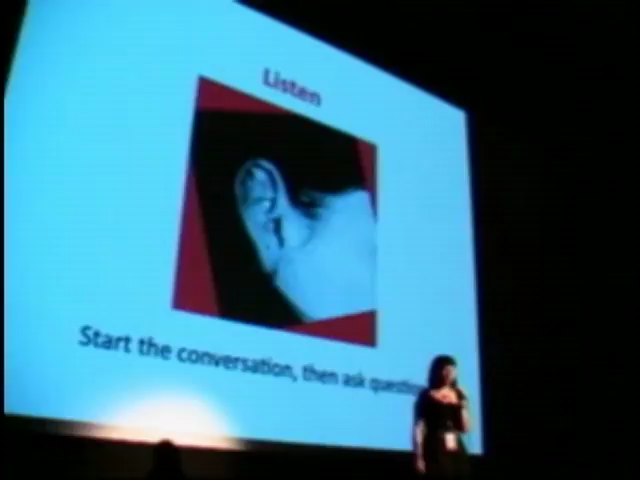 Listen
Start the conversation, then ask